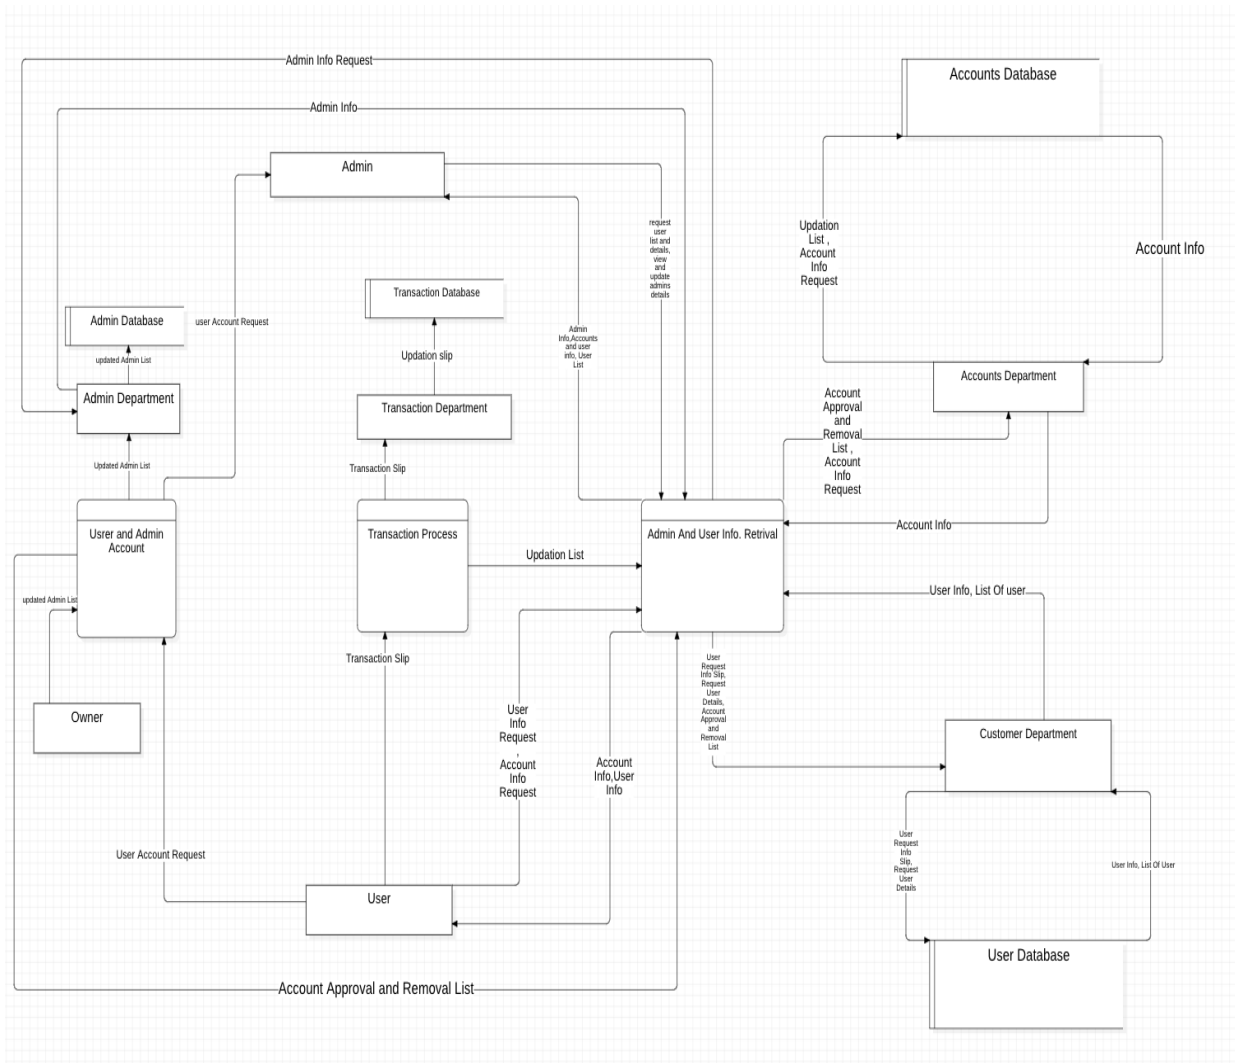 Admin Info Request
Accounts Database
Admin Info
Admin
request
user
list and
details,
view
and
update
admins
details
Updation
List ,
Account
Info
Request
Account Info
Transaction Database
Admin Database
user Account Request
Admin
Info,Accounts
and user
info, User
List
updated Admin List
Updation slip
Accounts Department
Admin Department
Transaction Department
Account
Approval
and
Removal
List ,
Account
Info
Request
Updated Admin List
Transaction Slip
Account Info
Usrer and Admin
Account
Transaction Process
Admin And User Info. Retrival
Updation List
User Info, List Of user
updated Admin List
Transaction Slip
User
Request
Info Slip,
Request
User
Details,
Account
Approval
and
Removal
List
Owner
User
Info
Request
,
Account
Info
Request
Customer Department
Account
Info,User
Info
User Account Request
User
Request
Info
Slip,
Request
User
Details
User Info, List Of User
User
User Database
Account Approval and Removal List